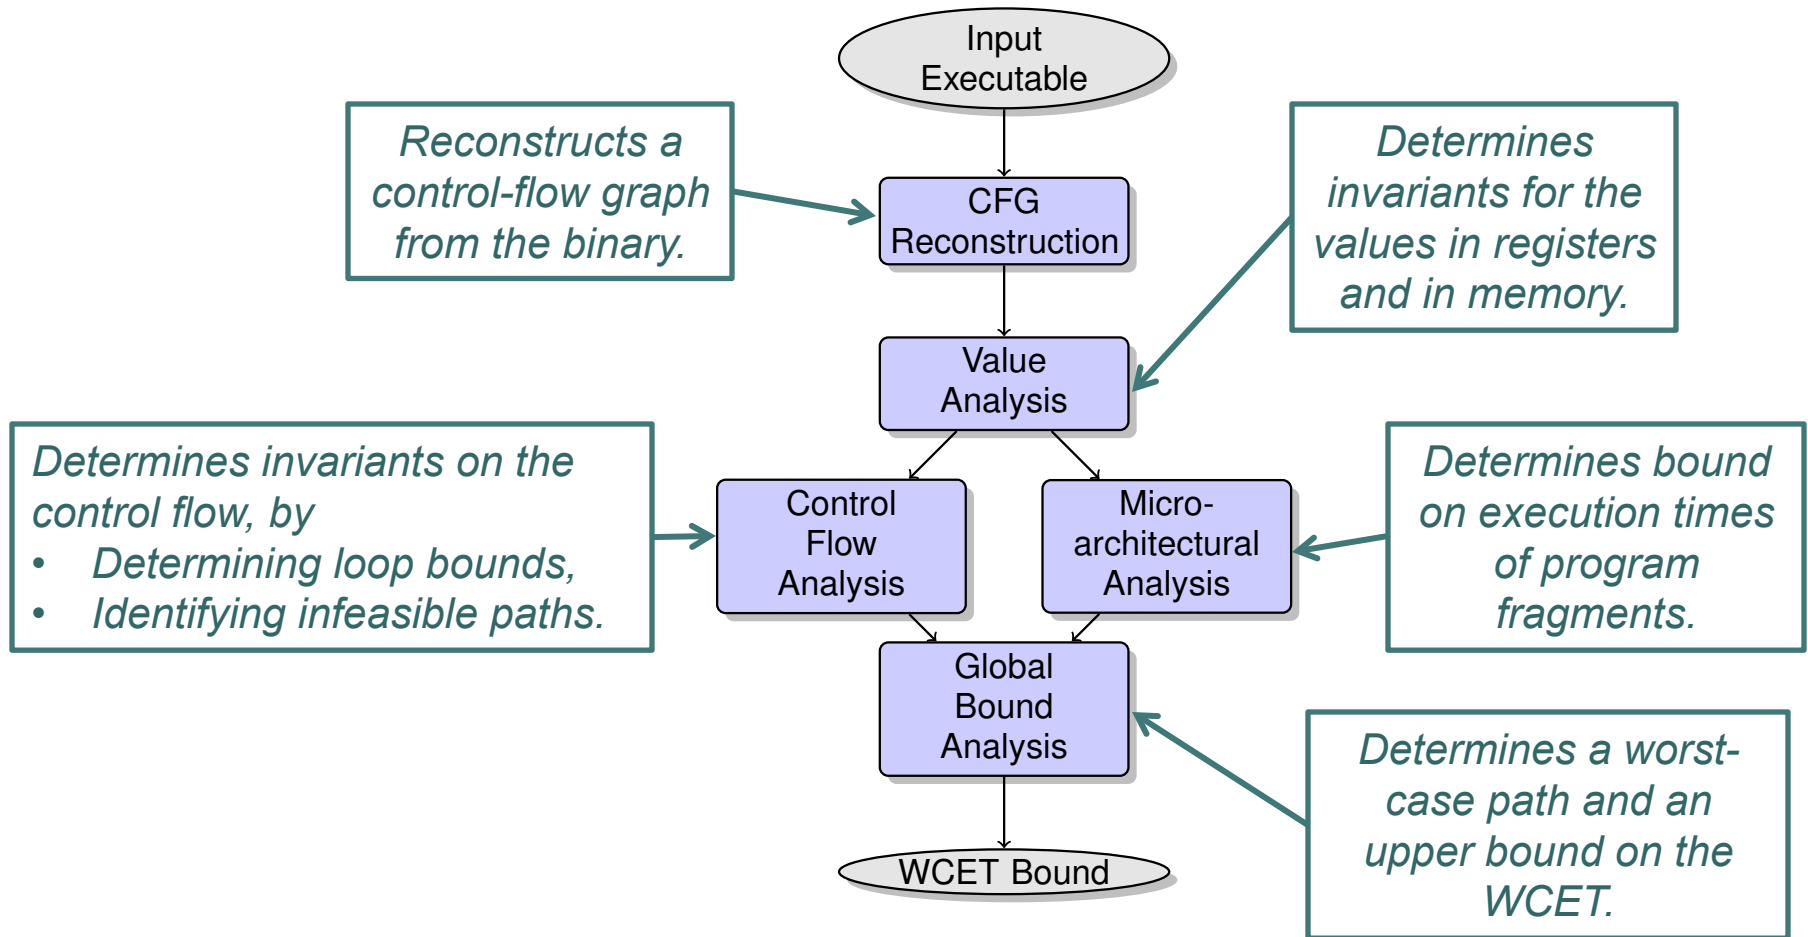 Input
Executable
Reconstructs a
control-flow graph
from the binary.
CFG
Reconstruction
Determines
invariants for the
values in registers
and in memory.
Value
Analysis
Determines invariants on the
control flow, by
• Determining loop bounds,
• Identifying infeasible paths.
Control
Flow
Analysis
Micro-
architectural
Analysis
Determines bound
on execution times
of program
fragments.
Global
Bound
Analysis
Determines a worst-
case path and an
upper bound on the
WCET.
WCET Bound